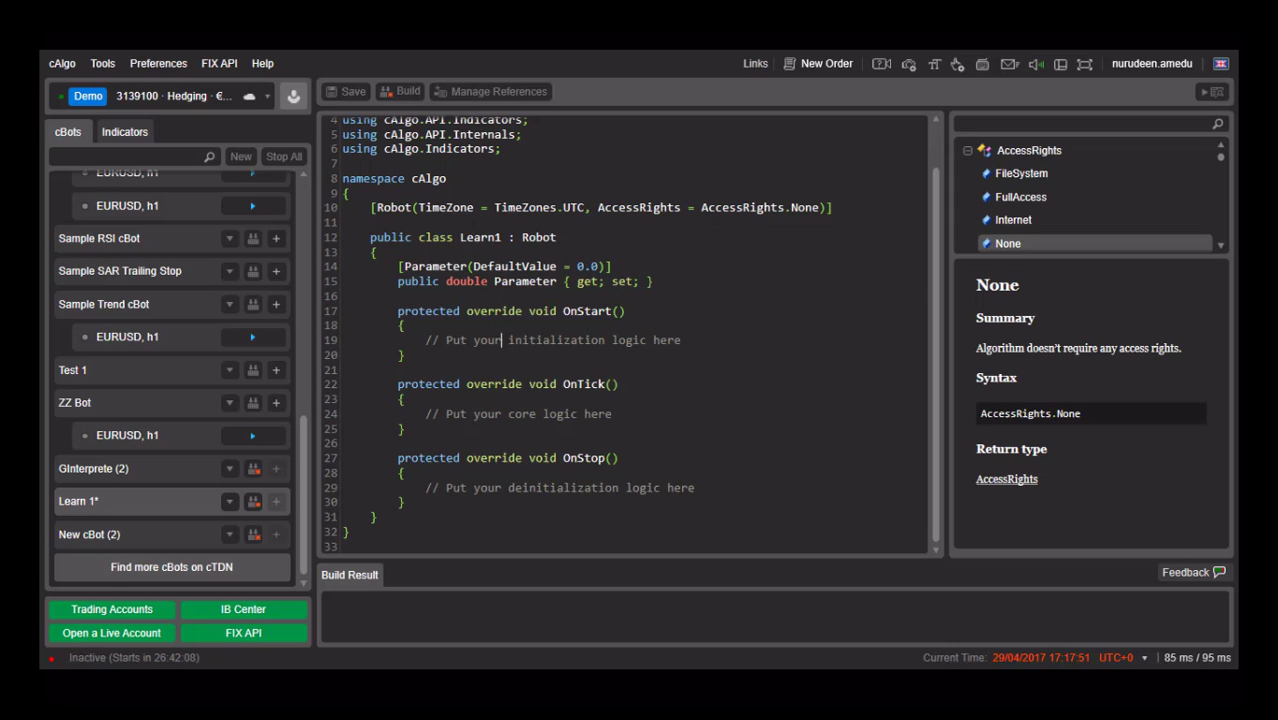 cAlgo Tools Preferences FIX API Help Links New Order nurudeen.amedu
Demo 3139100 · Hedging · €...
cBots Indicators
New Stop All
EURUSD, h1
EURUSD, h1
Sample RSI cBot
Sample SAR Trailing Stop
Sample Trend cBot
EURUSD, h1
Test 1
ZZ Bot
EURUSD, h1
GInterprete (2)
Learn 1*
New cBot (2)
Find more cBots on cTDN
Trading Accounts IB Center
Open a Live Account FIX API
Save Build Manage References
4 using cAlgo.API.Indicators;
5 using cAlgo.API.Internals;
6 using cAlgo.Indicators;
7
8 namespace cAlgo
9 {
10 [Robot(TimeZone = TimeZones.UTC, AccessRights = AccessRights.None)]
11
12 public class Learn1 : Robot
13 {
14 [Parameter(DefaultValue = 0.0)]
15 public double Parameter { get; set; }
16
17 protected override void OnStart()
18 {
19 // Put your initialization logic here
20 }
21
22 protected override void OnTick()
23 {
24 // Put your core logic here
25 }
26
27 protected override void OnStop()
28 {
29 // Put your deinitialization logic here
30 }
31 }
32 }
33
Build Result
AccessRights
FileSystem
FullAccess
Internet
None
None
Summary
Algorithm doesn't require any access rights.
Syntax
AccessRights.None
Return type
AccessRights
Feedback
Inactive (Starts in 26:42:08) Current Time: 29/04/2017 17:17:51 UTC+0 85 ms / 95 ms